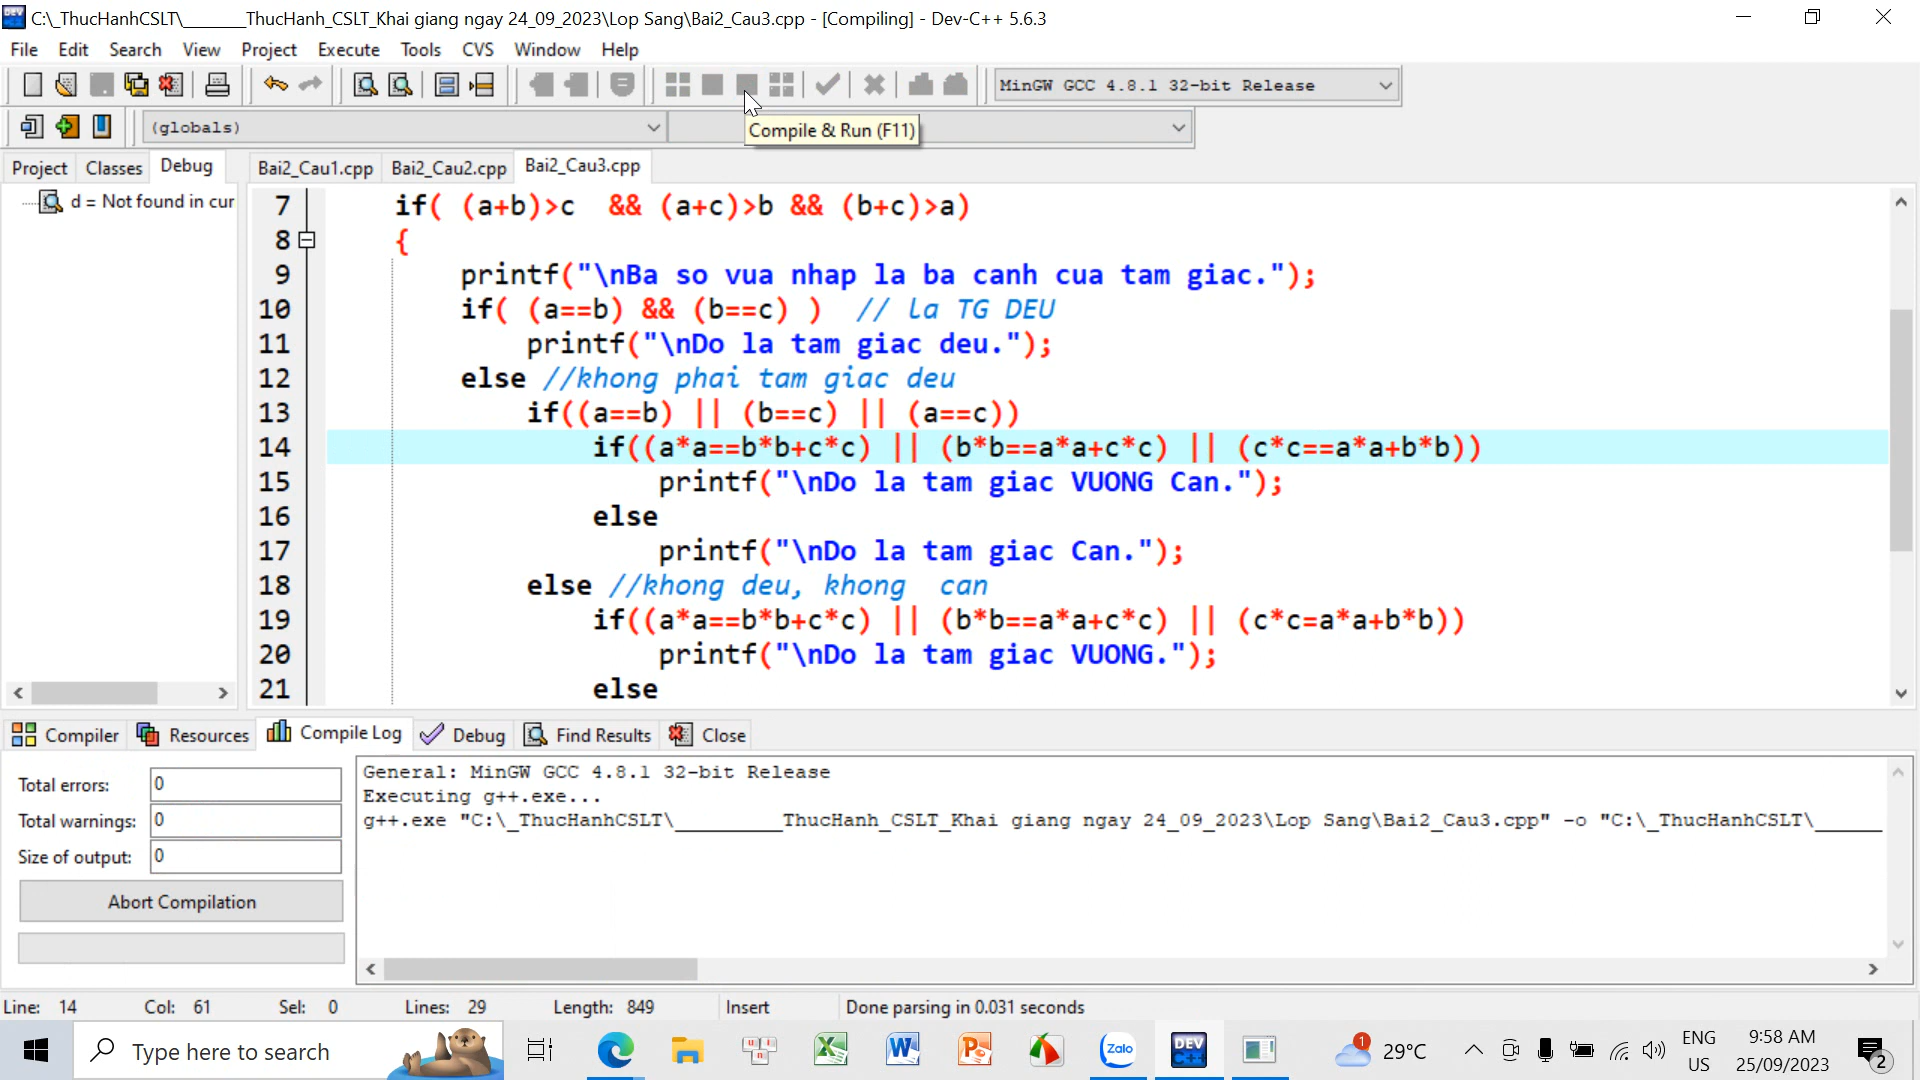 C:\_ThucHanhCSLT\________ThucHanh_CSLT_Khai giang ngay 24_09_2023\Lop Sang\Bai2_Cau3.cpp - [Compiling] - Dev-C++ 5.6.3
File Edit Search View Project Execute Tools CVS Window Help
MinGW GCC 4.8.1 32-bit Release
(globals)
Compile & Run (F11)
Project Classes Debug Bai2_Cau1.cpp Bai2_Cau2.cpp Bai2_Cau3.cpp
d = Not found in cur
7 if( (a+b)>c && (a+c)>b && (b+c)>a)
8 {
9 printf("\nBa so vua nhap la ba canh cua tam giac.");
10 if( (a==b) && (b==c) ) // la TG DEU
11 printf("\nDo la tam giac deu.");
12 else //khong phai tam giac deu
13 if((a==b) || (b==c) || (a==c))
14 if((a*a==b*b+c*c) || (b*b==a*a+c*c) || (c*c==a*a+b*b))
15 printf("\nDo la tam giac VUONG Can.");
16 else
17 printf("\nDo la tam giac Can.");
18 else //khong deu, khong  can
19 if((a*a==b*b+c*c) || (b*b==a*a+c*c) || (c*c=a*a+b*b))
20 printf("\nDo la tam giac VUONG.");
21 else
Compiler Resources Compile Log Debug Find Results Close
Total errors: 0
Total warnings: 0
Size of output: 0
Abort Compilation
General: MinGW GCC 4.8.1 32-bit Release
Executing g++.exe...
g++.exe "C:\_ThucHanhCSLT\_________ThucHanh_CSLT_Khai giang ngay 24_09_2023\Lop Sang\Bai2_Cau3.cpp" -o "C:\_ThucHanhCSLT\______
Line: 14 Col: 61 Sel: 0 Lines: 29 Length: 849 Insert Done parsing in 0.031 seconds
Type here to search
Zalo
DEV C++
1
29°C
ENG
US
9:58 AM
25/09/2023
2